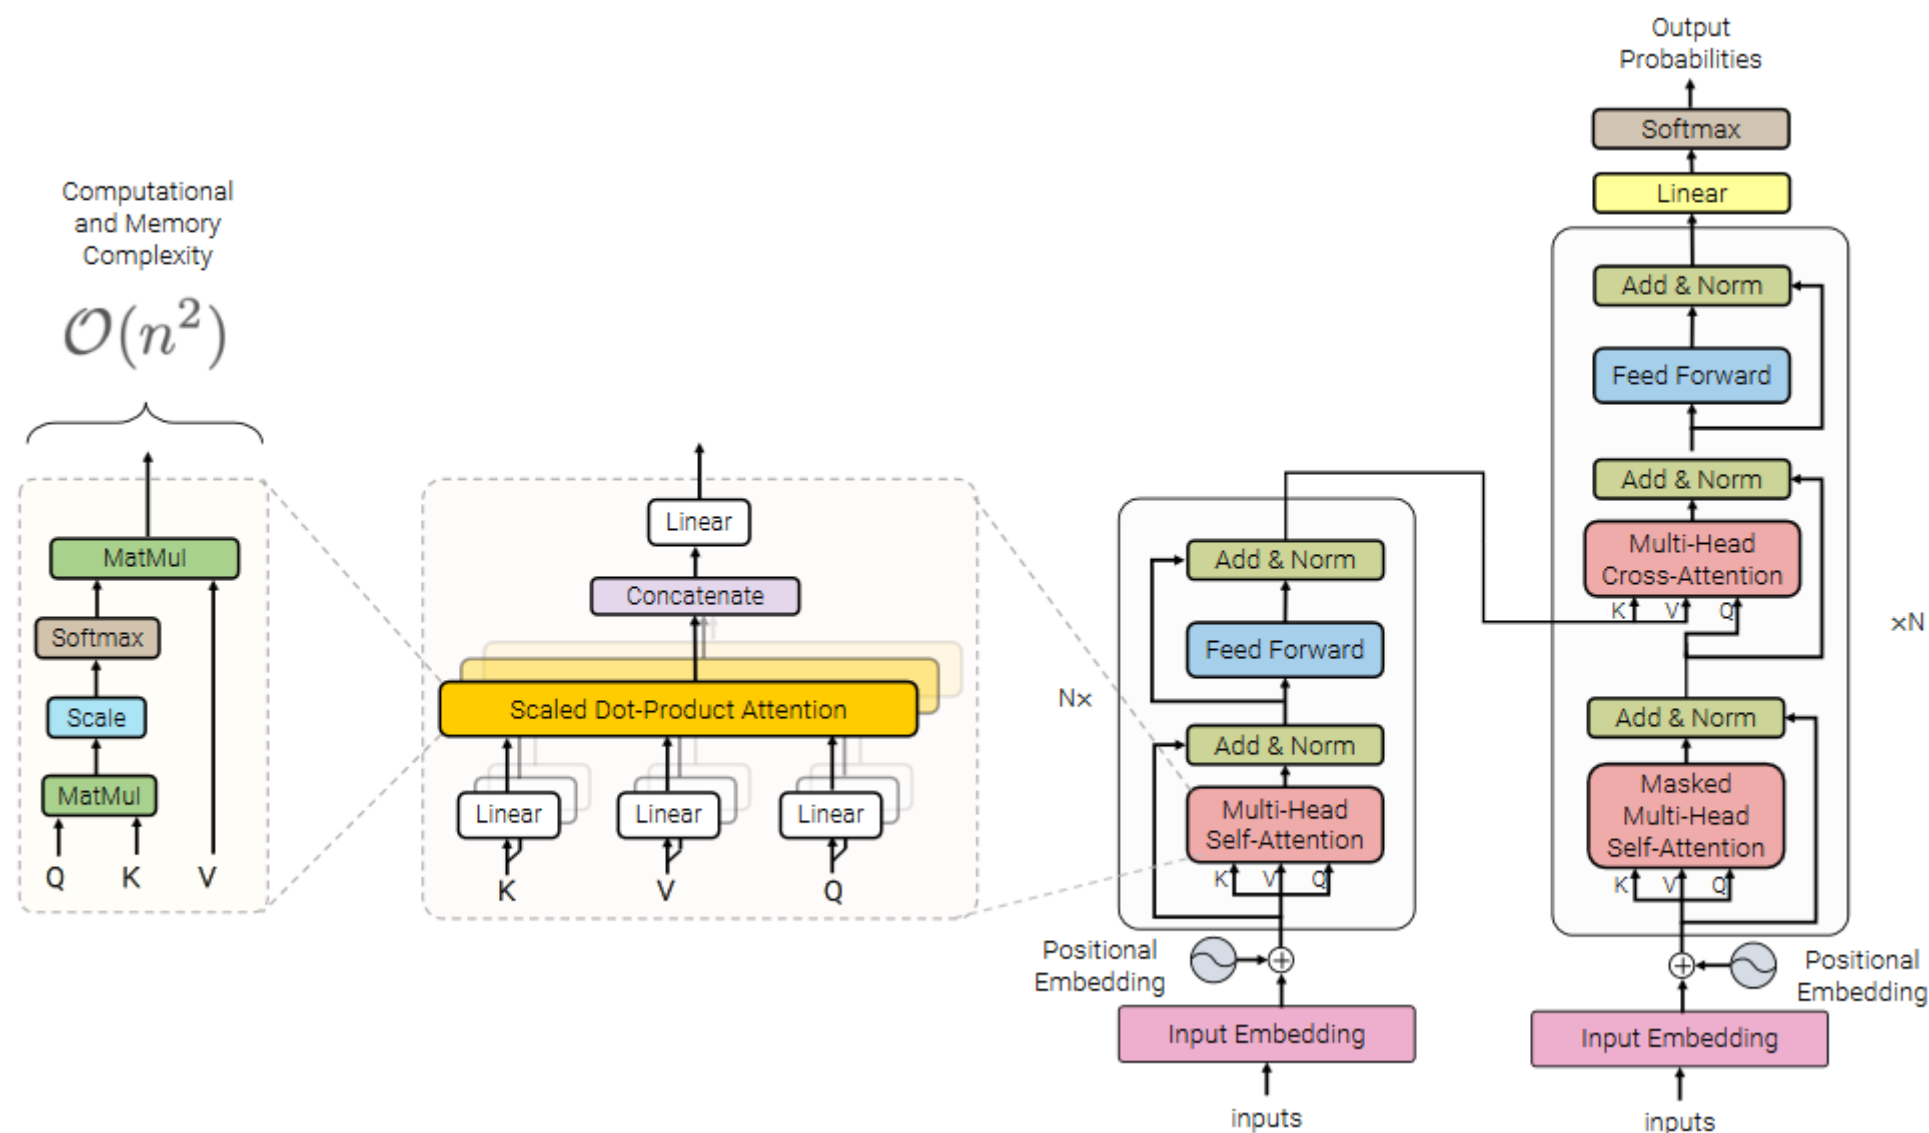 Computational
and Memory
Complexity
𝒪(n²)
MatMul
Softmax
Scale
MatMul
Q K V
Linear
Concatenate
Scaled Dot-Product Attention
Linear Linear Linear
K V Q
Add & Norm
Feed Forward
N×
Add & Norm
Multi-Head
Self-Attention
K V Q
Positional
Embedding
Input Embedding
inputs
Output
Probabilities
Softmax
Linear
Add & Norm
Feed Forward
Add & Norm
Multi-Head
Cross-Attention
K V Q
×N
Add & Norm
Masked
Multi-Head
Self-Attention
K V Q
Positional
Embedding
Input Embedding
inputs